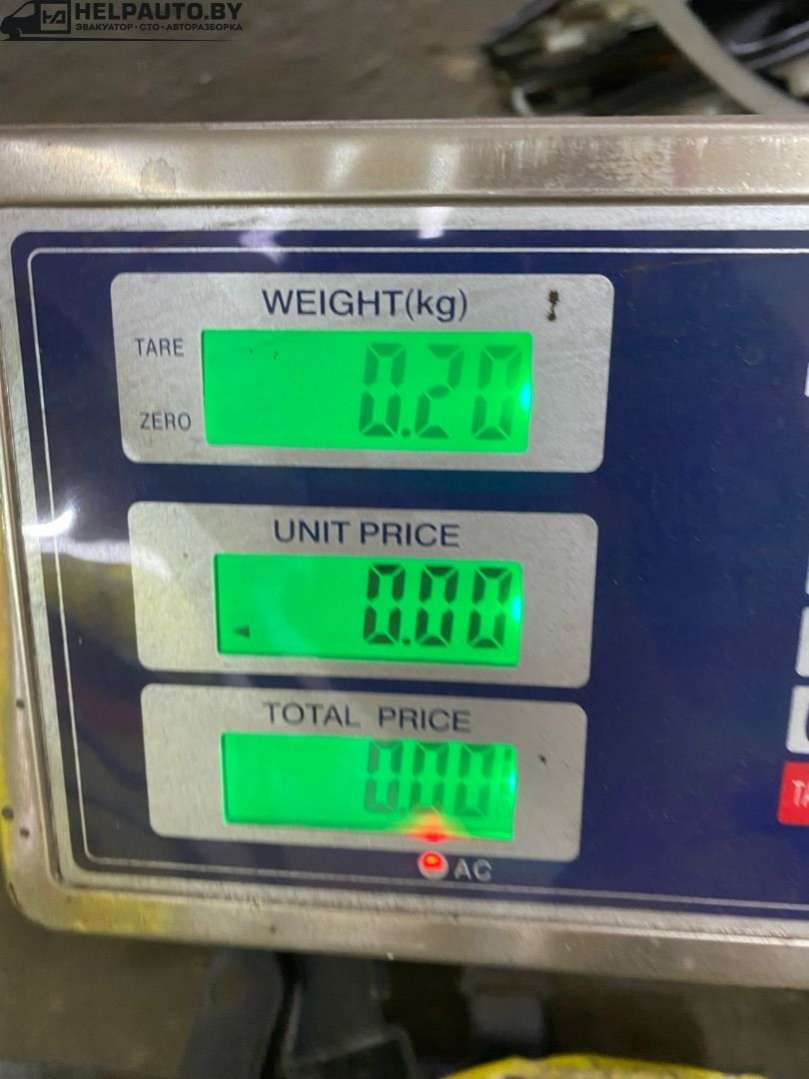 HELPAUTO.BY
ЭВАКУАТОР · СТО · АВТОРАЗБОРКА
WEIGHT(kg)
TARE
0.20
ZERO
UNIT PRICE
0.00
TOTAL PRICE
0.00
AC